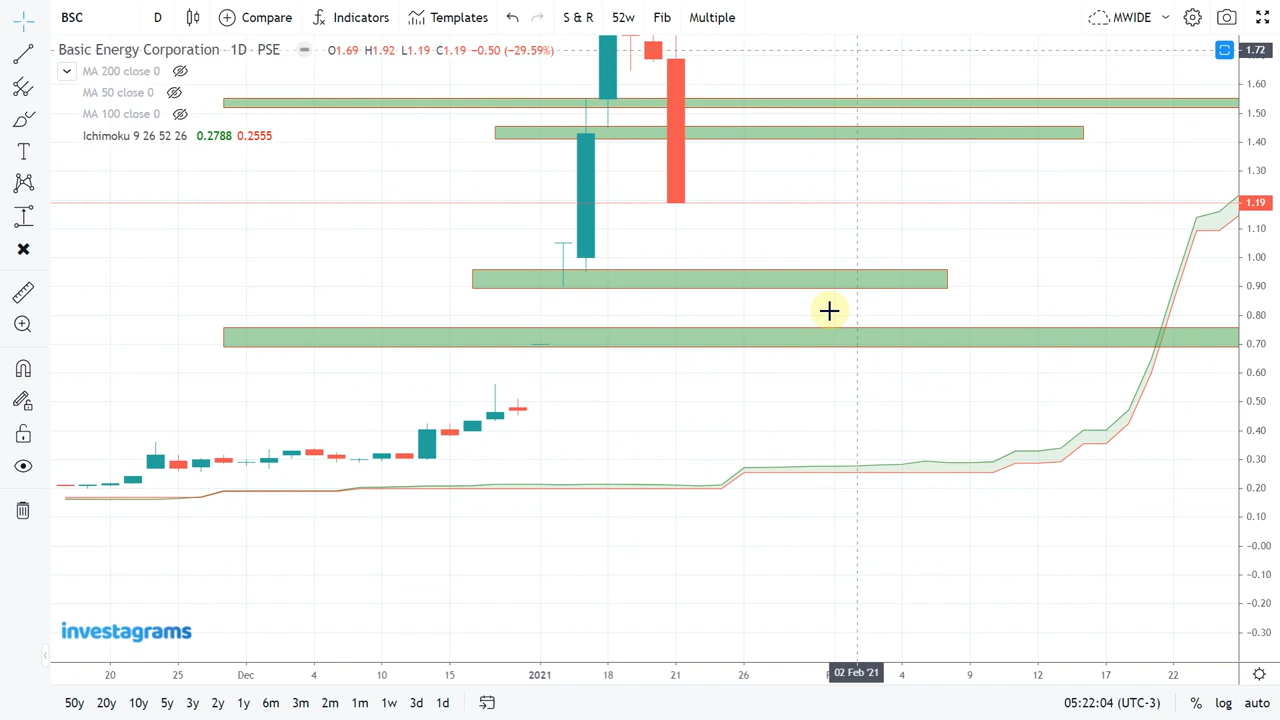 BSC D Compare Indicators Templates S & R 52w Fib Multiple MWIDE
Basic Energy Corporation 1D PSE O1.69 H1.92 L1.19 C1.19 −0.50 (−29.59%)
MA 200 close 0
MA 50 close 0
MA 100 close 0
Ichimoku 9 26 52 26 0.2788 0.2555
1.72
1.60
1.50
1.40
1.30
1.19
1.10
1.00
0.90
0.80
0.70
0.60
0.50
0.40
0.30
0.20
0.10
−0.00
−0.10
−0.20
−0.30
investagrams
20 25 Dec 4 10 15 2021 18 21 26 02 Feb '21 4 9 12 17 22
50y 20y 10y 5y 3y 2y 1y 6m 3m 2m 1m 1w 3d 1d 05:22:04 (UTC-3) % log auto